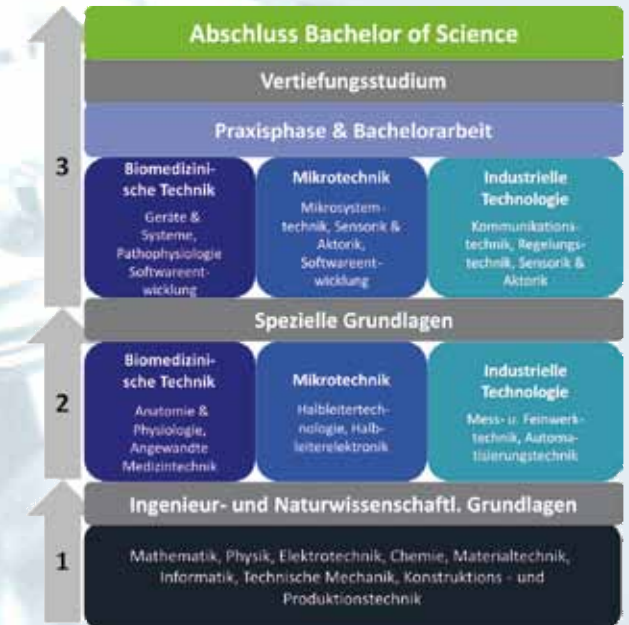 Abschluss Bachelor of Science
Vertiefungsstudium
Praxisphase & Bachelorarbeit
3
Biomedizini-
sche Technik
Geräte &
Systeme,
Pathophysiologie
Softwareent-
wicklung
Mikrotechnik
Mikrosystem-
technik, Sensorik &
Aktorik,
Softwareent-
wicklung
Industrielle
Technologie
Kommunikations-
technik, Regelungs-
technik, Sensorik &
Aktorik
Spezielle Grundlagen
2
Biomedizini-
sche Technik
Anatomie &
Physiologie,
Angewandte
Medizintechnik
Mikrotechnik
Halbleitertech-
nologie, Halb-
leiterelektronik
Industrielle
Technologie
Mess- u. Feinwerk-
technik, Automa-
tisierungstechnik
Ingenieur- und Naturwissenschaftl. Grundlagen
1
Mathematik, Physik, Elektrotechnik, Chemie, Materialtechnik,
Informatik, Technische Mechanik, Konstruktions - und
Produktionstechnik